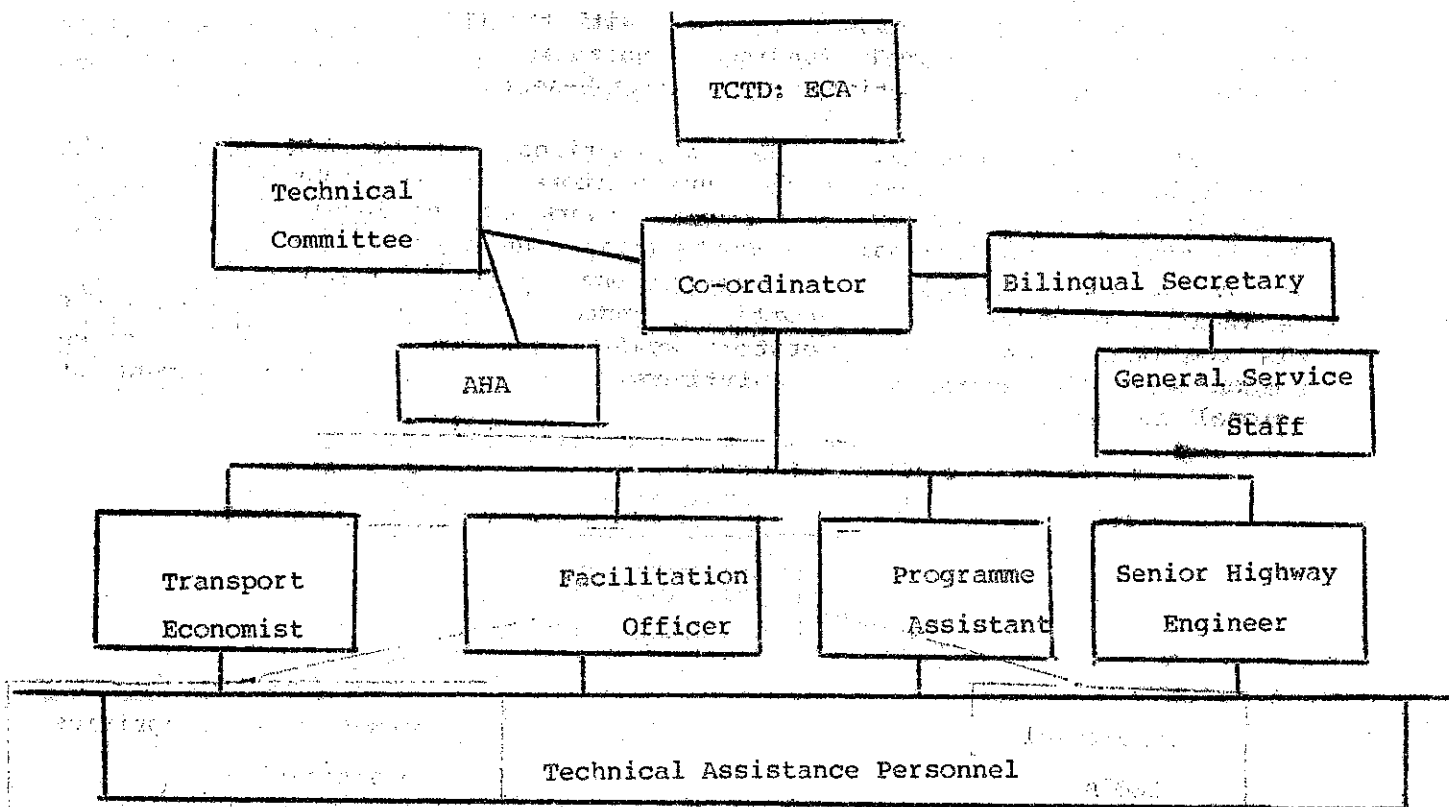 TCTD: ECA
Technical
Committee
Co-ordinator
Bilingual Secretary
AHA
General Service
Staff
Transport
Economist
Facilitation
Officer
Programme
Assistant
Senior Highway
Engineer
Technical Assistance Personnel